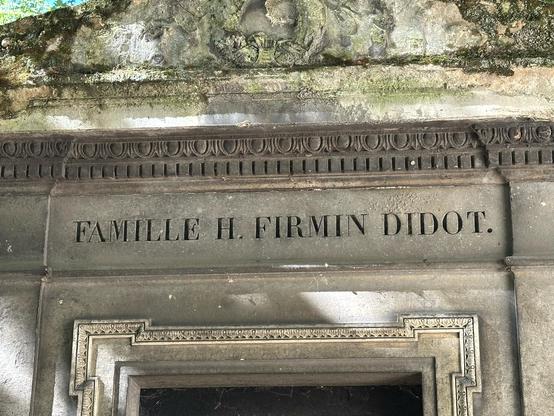 FAMILLE H. FIRMIN DIDOT.